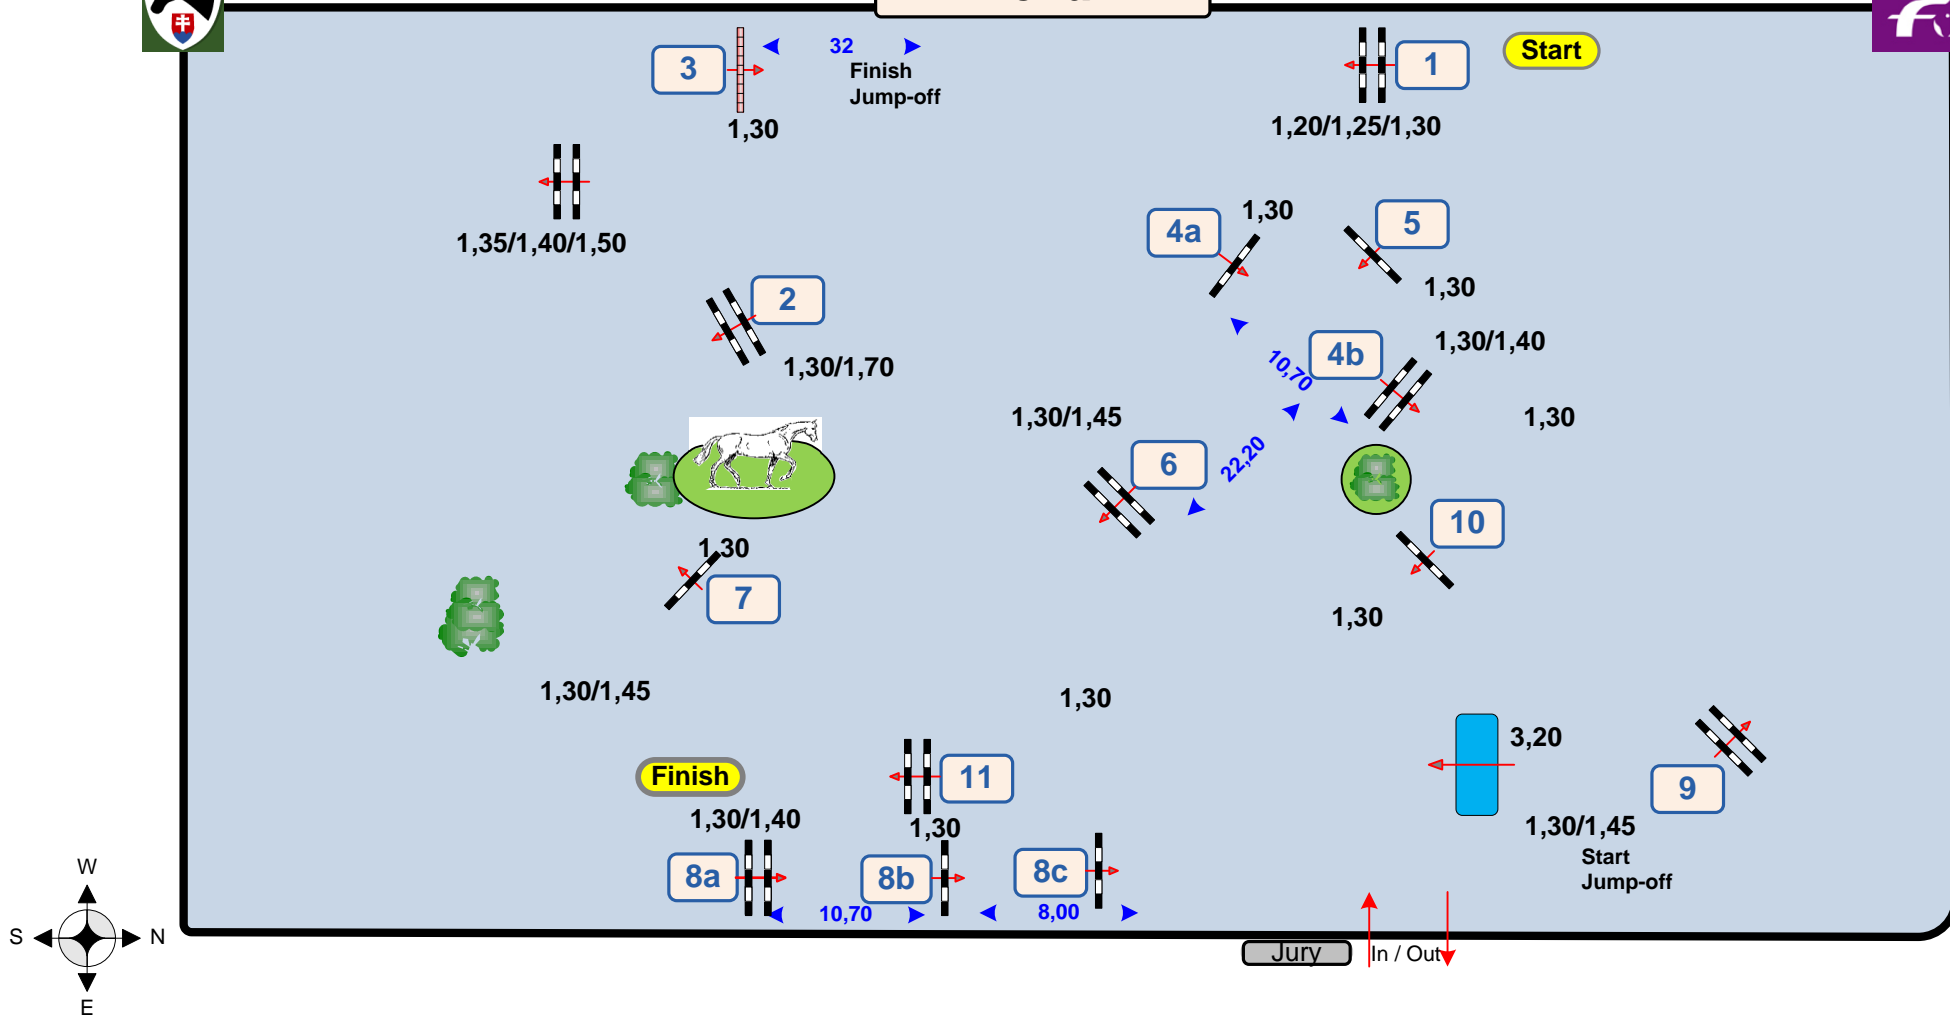 3
32
Finish
Jump-off
1,30
1
Start
1,20/1,25/1,30
1,35/1,40/1,50
2
1,30/1,70
4a
1,30
5
1,30
4b
1,30/1,40
10,70
1,30/1,45
6
22,20
1,30
10
1,30
7
1,30
1,30/1,45
1,30
3,20
9
1,30/1,45
Start
Jump-off
Finish
11
1,30/1,40
1,30
8a
8b
8c
10,70
8,00
Jury
In / Out
W
S
N
E